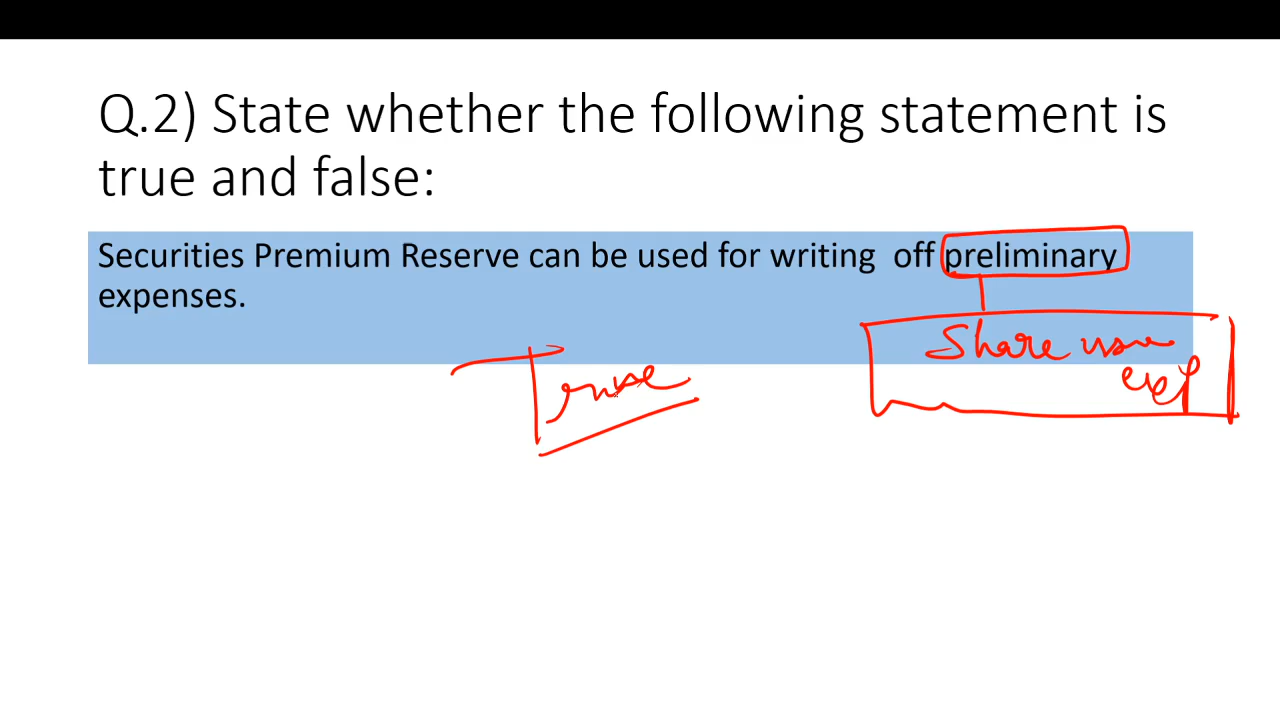 Q.2) State whether the following statement is
true and false:
Securities Premium Reserve can be used for writing off preliminary
expenses.
Share issue
exp
True